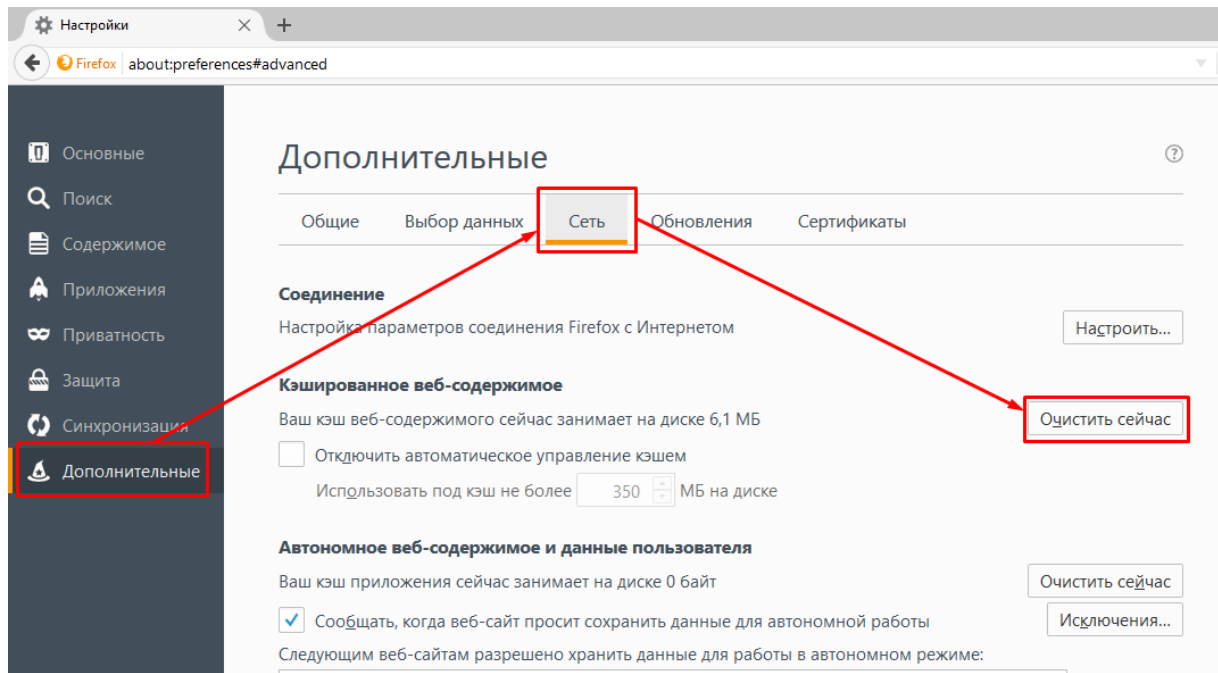 Настройки
Firefox about:preferences#advanced
Основные
Поиск
Содержимое
Приложения
Приватность
Защита
Синхронизация
Дополнительные
Дополнительные
?
Общие Выбор данных Сеть Обновления Сертификаты
Соединение
Настройка параметров соединения Firefox с Интернетом Настроить...
Кэшированное веб-содержимое
Ваш кэш веб-содержимого сейчас занимает на диске 6,1 МБ Очистить сейчас
Отключить автоматическое управление кэшем
Использовать под кэш не более 350 МБ на диске
Автономное веб-содержимое и данные пользователя
Ваш кэш приложения сейчас занимает на диске 0 байт Очистить сейчас
Сообщать, когда веб-сайт просит сохранить данные для автономной работы Исключения...
Следующим веб-сайтам разрешено хранить данные для работы в автономном режиме: